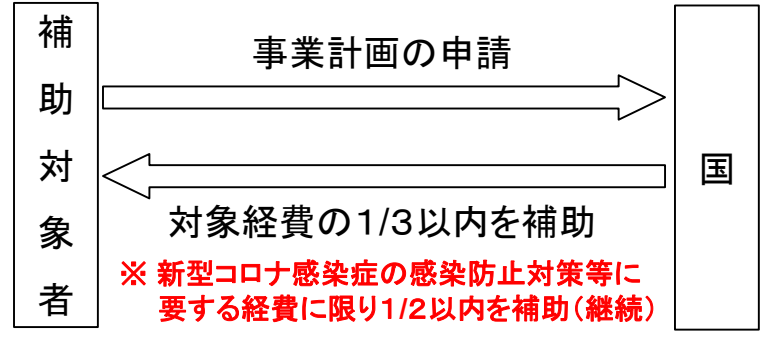 補助対象者
事業計画の申請
国
対象経費の1/3以内を補助
※ 新型コロナ感染症の感染防止対策等に
要する経費に限り1/2以内を補助(継続)